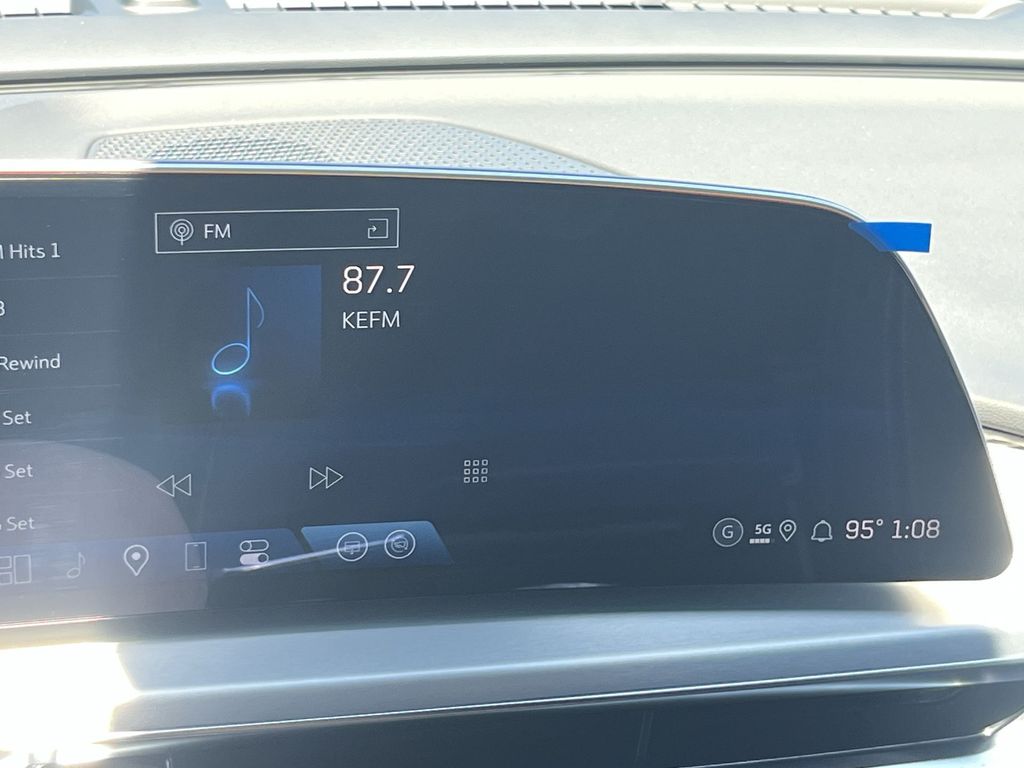 Hits 1
Rewind
Set
Set
Set
FM
87.7
KEFM
G
5G
95° 1:08